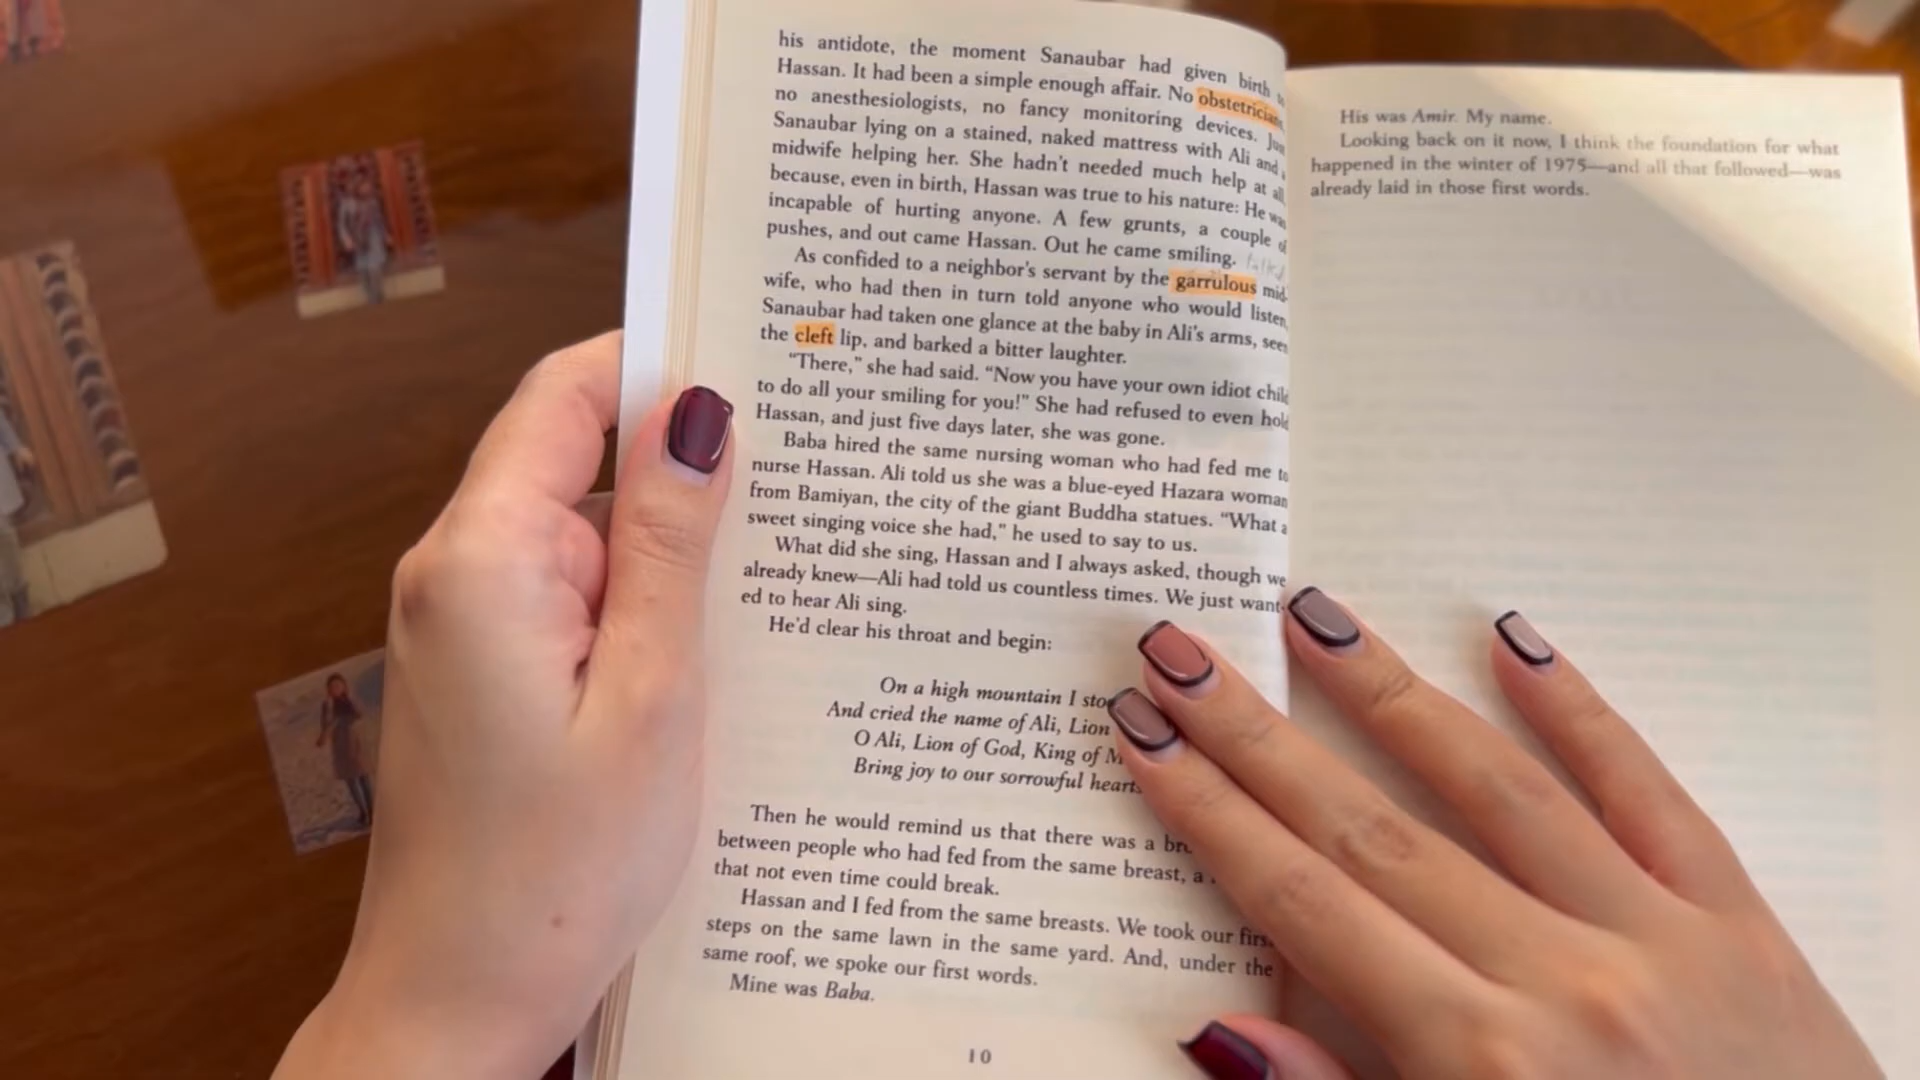 his antidote, the moment Sanaubar had given birth
Hassan. It had been a simple enough affair. No obstetricians,
no anesthesiologists, no fancy monitoring devices. Just
Sanaubar lying on a stained, naked mattress with Ali and a
midwife helping her. She hadn't needed much help at all,
because, even in birth, Hassan was true to his nature: He was
incapable of hurting anyone. A few grunts, a couple of
pushes, and out came Hassan. Out he came smiling.
As confided to a neighbor's servant by the garrulous mid-
wife, who had then in turn told anyone who would listen,
Sanaubar had taken one glance at the baby in Ali's arms, seen
the cleft lip, and barked a bitter laughter.
"There," she had said. "Now you have your own idiot child
to do all your smiling for you!" She had refused to even hold
Hassan, and just five days later, she was gone.
Baba hired the same nursing woman who had fed me to
nurse Hassan. Ali told us she was a blue-eyed Hazara woman
from Bamiyan, the city of the giant Buddha statues. "What a
sweet singing voice she had," he used to say to us.
What did she sing, Hassan and I always asked, though we
already knew—Ali had told us countless times. We just want-
ed to hear Ali sing.
He'd clear his throat and begin:
On a high mountain I
And cried the name of Ali, Lion
O Ali, Lion of God, King of
Bring joy to our sorrowful hearts
Then he would remind us that there was a
between people who had fed from the same breast, a
that not even time could break.
Hassan and I fed from the same breasts. We took our first
steps on the same lawn in the same yard. And, under the
same roof, we spoke our first words.
Mine was Baba.
10
His was Amir. My name.
Looking back on it now, I think the foundation for what
happened in the winter of 1975—and all that followed—was
already laid in those first words.